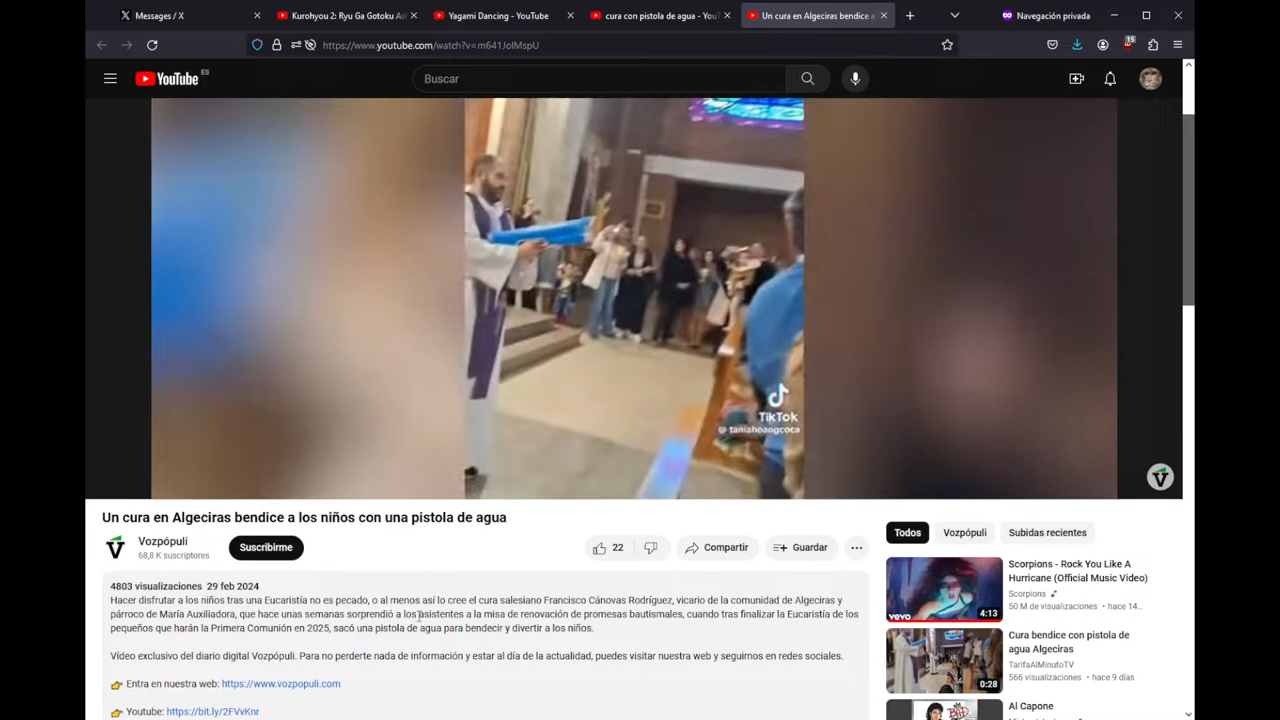 Messages / X
Kurohyou 2: Ryu Ga Gotoku As
Yagami Dancing - YouTube
cura con pistola de agua - YouT
Un cura en Algeciras bendice a
Navegación privada
https://www.youtube.com/watch?v=m641JolMspU
15
YouTube ES
Buscar
TikTok
@taniahoangcoca
Un cura en Algeciras bendice a los niños con una pistola de agua
Vozpópuli
68,8 K suscriptores
Suscribirme
22
Compartir
Guardar
4803 visualizaciones 29 feb 2024
Hacer disfrutar a los niños tras una Eucaristía no es pecado, o al menos así lo cree el cura salesiano Francisco Cánovas Rodríguez, vicario de la comunidad de Algeciras y
párroco de María Auxiliadora, que hace unas semanas sorprendió a los asistentes a la misa de renovación de promesas bautismales, cuando tras finalizar la Eucaristía de los
pequeños que harán la Primera Comunión en 2025, sacó una pistola de agua para bendecir y divertir a los niños.
Vídeo exclusivo del diario digital Vozpópuli. Para no perderte nada de información y estar al día de la actualidad, puedes visitar nuestra web y seguirnos en redes sociales.
👉 Entra en nuestra web: https://www.vozpopuli.com
👉 Youtube: https://bit.ly/2FVvKnr
Todos
Vozpópuli
Subidas recientes
Scorpions - Rock You Like A
Hurricane (Official Music Video)
Scorpions
50 M de visualizaciones • hace 14...
vevo
4:13
Cura bendice con pistola de
agua Algeciras
TarifaAlMinutoTV
566 visualizaciones • hace 9 días
0:28
Al Capone
BAD